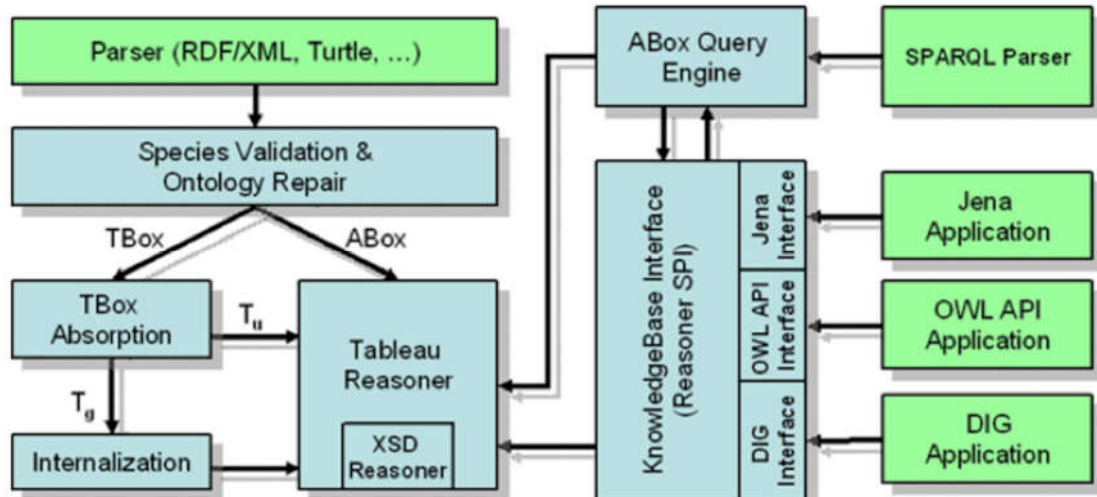 Parser (RDF/XML, Turtle, ...)
Species Validation &
Ontology Repair
TBox
ABox
TBox
Absorption
T_u
T_g
Internalization
Tableau
Reasoner
XSD
Reasoner
ABox Query
Engine
SPARQL Parser
KnowledgeBase Interface
(Reasoner SPI)
Jena
Interface
OWL API
Interface
DIG
Interface
Jena
Application
OWL API
Application
DIG
Application